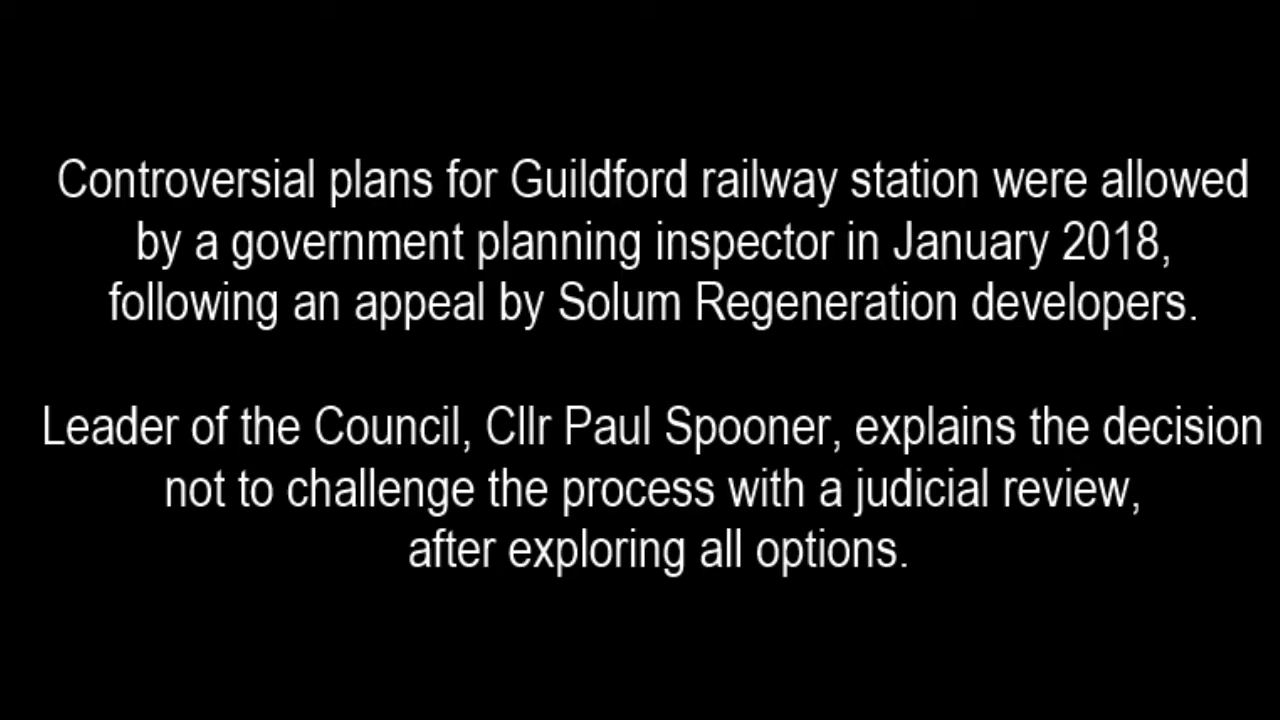 Controversial plans for Guildford railway station were allowed
by a government planning inspector in January 2018,
following an appeal by Solum Regeneration developers.
Leader of the Council, Cllr Paul Spooner, explains the decision
not to challenge the process with a judicial review,
after exploring all options.